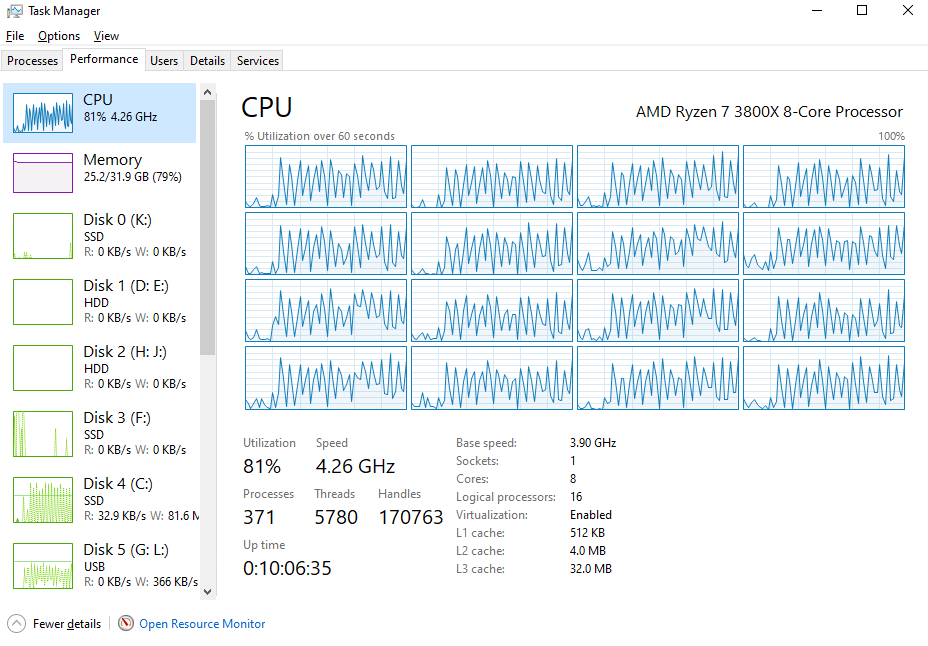 Task Manager
File Options View
Processes Performance Users Details Services
CPU
81% 4.26 GHz
Memory
25.2/31.9 GB (79%)
Disk 0 (K:)
SSD
R: 0 KB/s W: 0 KB/s
Disk 1 (D: E:)
HDD
R: 0 KB/s W: 0 KB/s
Disk 2 (H: J:)
HDD
R: 0 KB/s W: 0 KB/s
Disk 3 (F:)
SSD
R: 0 KB/s W: 0 KB/s
Disk 4 (C:)
SSD
R: 32.9 KB/s W: 81.6 M
Disk 5 (G: L:)
USB
R: 0 KB/s W: 366 KB/s
CPU
AMD Ryzen 7 3800X 8-Core Processor
% Utilization over 60 seconds 100%
Utilization Speed
81% 4.26 GHz
Processes Threads Handles
371 5780 170763
Up time
0:10:06:35
Base speed: 3.90 GHz
Sockets: 1
Cores: 8
Logical processors: 16
Virtualization: Enabled
L1 cache: 512 KB
L2 cache: 4.0 MB
L3 cache: 32.0 MB
Fewer details Open Resource Monitor